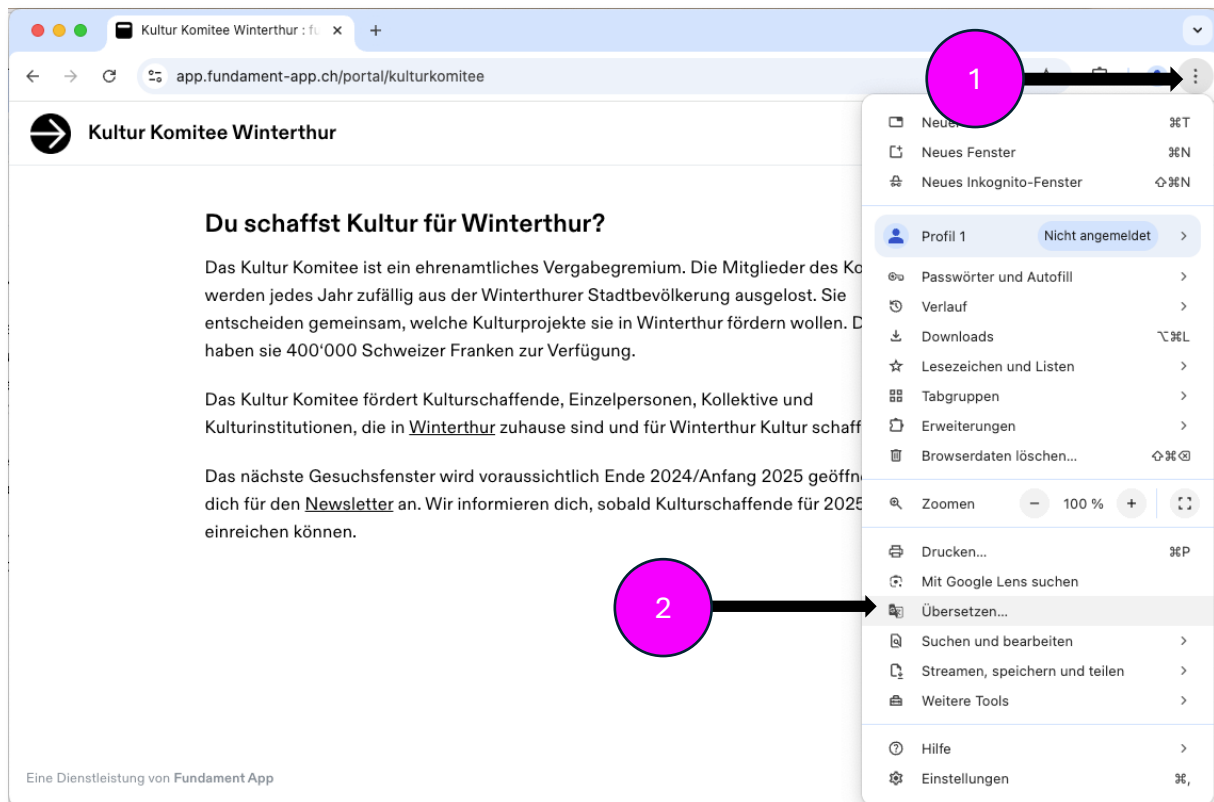 Kultur Komitee Winterthur : fu
app.fundament-app.ch/portal/kulturkomitee
1
Kultur Komitee Winterthur
Du schaffst Kultur für Winterthur?
Das Kultur Komitee ist ein ehrenamtliches Vergabegremium. Die Mitglieder des Ko
werden jedes Jahr zufällig aus der Winterthurer Stadtbevölkerung ausgelost. Sie
entscheiden gemeinsam, welche Kulturprojekte sie in Winterthur fördern wollen. D
haben sie 400‘000 Schweizer Franken zur Verfügung.
Das Kultur Komitee fördert Kulturschaffende, Einzelpersonen, Kollektive und
Kulturinstitutionen, die in Winterthur zuhause sind und für Winterthur Kultur schaff
Das nächste Gesuchsfenster wird voraussichtlich Ende 2024/Anfang 2025 geöffn
dich für den Newsletter an. Wir informieren dich, sobald Kulturschaffende für 2025
einreichen können.
2
Eine Dienstleistung von Fundament App
Neuer ⌘T
Neues Fenster ⌘N
Neues Inkognito-Fenster ⇧⌘N
Profil 1 Nicht angemeldet
Passwörter und Autofill
Verlauf
Downloads ⌥⌘L
Lesezeichen und Listen
Tabgruppen
Erweiterungen
Browserdaten löschen... ⇧⌘⌫
Zoomen − 100 % +
Drucken... ⌘P
Mit Google Lens suchen
Übersetzen...
Suchen und bearbeiten
Streamen, speichern und teilen
Weitere Tools
Hilfe
Einstellungen ⌘,